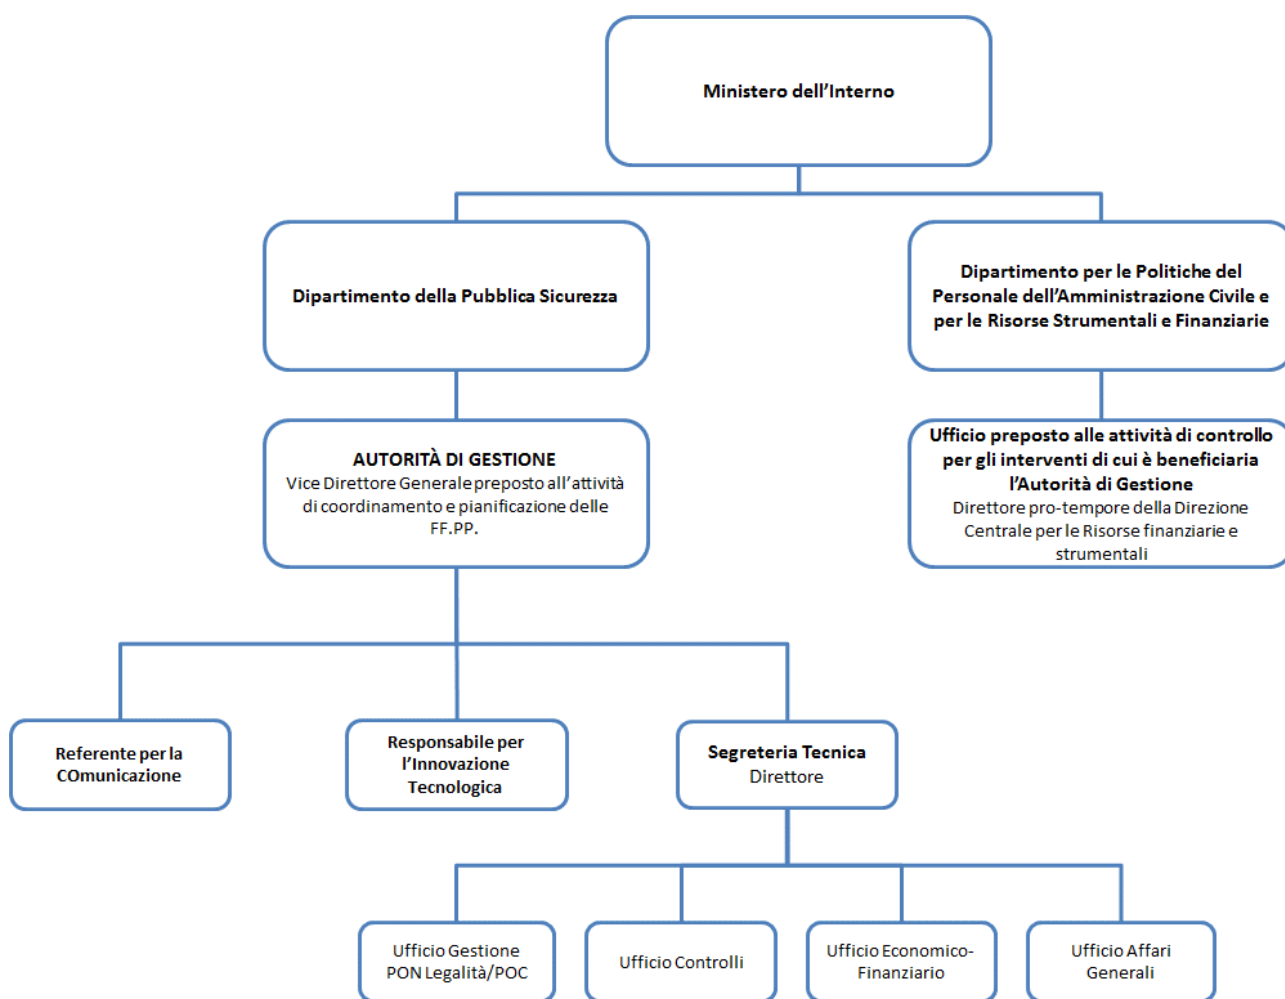 Ministero dell'Interno
Dipartimento della Pubblica Sicurezza
Dipartimento per le Politiche del
Personale dell'Amministrazione Civile e
per le Risorse Strumentali e Finanziarie
AUTORITÀ DI GESTIONE
Vice Direttore Generale preposto all'attività
di coordinamento e pianificazione delle
FF.PP.
Ufficio preposto alle attività di controllo
per gli interventi di cui è beneficiaria
l'Autorità di Gestione
Direttore pro-tempore della Direzione
Centrale per le Risorse finanziarie e
strumentali
Referente per la
COmunicazione
Responsabile per
l'Innovazione
Tecnologica
Segreteria Tecnica
Direttore
Ufficio Gestione
PON Legalità/POC
Ufficio Controlli
Ufficio Economico-
Finanziario
Ufficio Affari
Generali